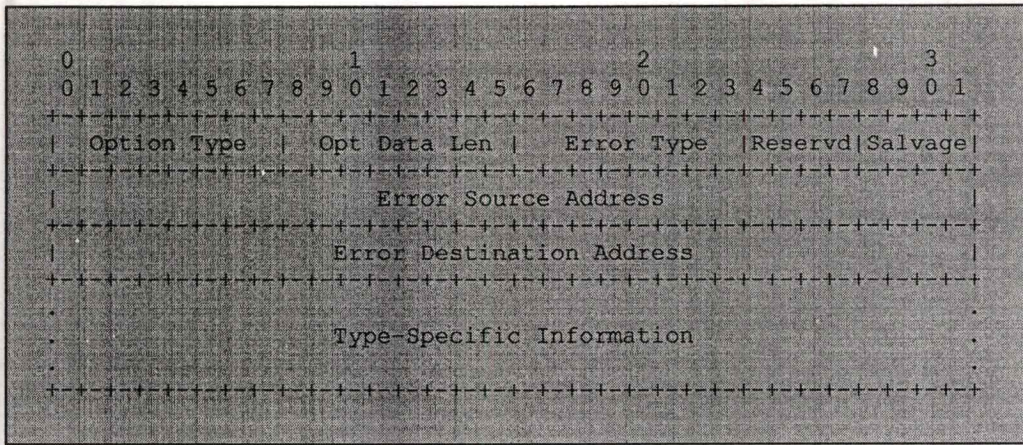 0                   1                   2                   3
 0 1 2 3 4 5 6 7 8 9 0 1 2 3 4 5 6 7 8 9 0 1 2 3 4 5 6 7 8 9 0 1
+-+-+-+-+-+-+-+-+-+-+-+-+-+-+-+-+-+-+-+-+-+-+-+-+-+-+-+-+-+-+-+-+
|  Option Type  |  Opt Data Len |   Error Type  |Reservd|Salvage|
+-+-+-+-+-+-+-+-+-+-+-+-+-+-+-+-+-+-+-+-+-+-+-+-+-+-+-+-+-+-+-+-+
|                      Error Source Address                     |
+-+-+-+-+-+-+-+-+-+-+-+-+-+-+-+-+-+-+-+-+-+-+-+-+-+-+-+-+-+-+-+-+
|                   Error Destination Address                   |
+-+-+-+-+-+-+-+-+-+-+-+-+-+-+-+-+-+-+-+-+-+-+-+-+-+-+-+-+-+-+-+-+
.                                                               .
.                   Type-Specific Information                   .
.                                                               .
+-+-+-+-+-+-+-+-+-+-+-+-+-+-+-+-+-+-+-+-+-+-+-+-+-+-+-+-+-+-+-+-+